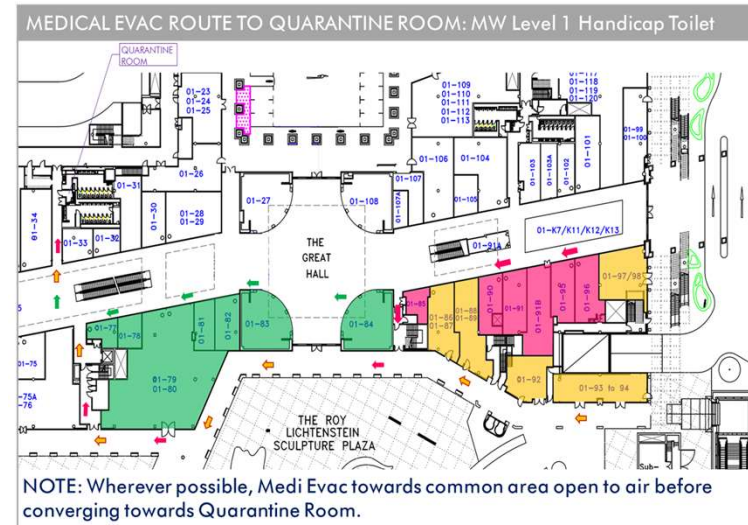 MEDICAL EVAC ROUTE TO QUARANTINE ROOM: MW Level 1 Handicap Toilet
QUARANTINE
ROOM
01-23
01-24
01-25
01-26
01-31
01-34
01-33
01-32
01-30
01-28
01-29
01-27
01-108
THE
GREAT
HALL
01-107
01-107A
01-106
01-104
01-105
01-109
01-110
01-111
01-112
01-113
01-103
01-103A
01-102
01-101
01-117
01-118
01-119
01-120
01-99
01-100
01-91A
01-K7/K11/K12/K13
01-97/98
01-96
01-95
01-91B
01-91
01-90
01-88
01-89
01-86
01-87
01-85
01-84
01-83
01-82
01-81
01-78
01-77
01-79
01-80
01-75
01-75A
76
01-92
01-93 to 94
THE ROY
LICHTENSTEIN
SCULPTURE PLAZA
Sub-
NOTE: Wherever possible, Medi Evac towards common area open to air before
converging towards Quarantine Room.